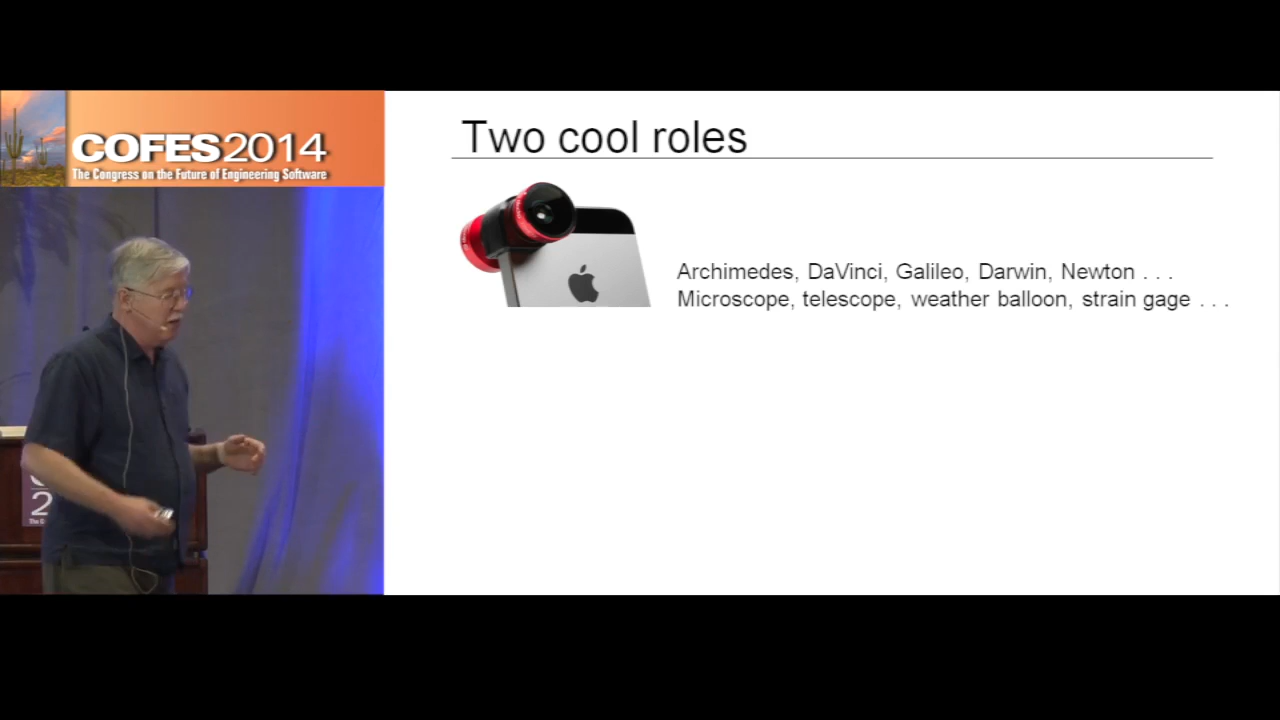 COFES2014
The Congress on the Future of Engineering Software
Two cool roles
Archimedes, DaVinci, Galileo, Darwin, Newton . . .
Microscope, telescope, weather balloon, strain gage . . .
2